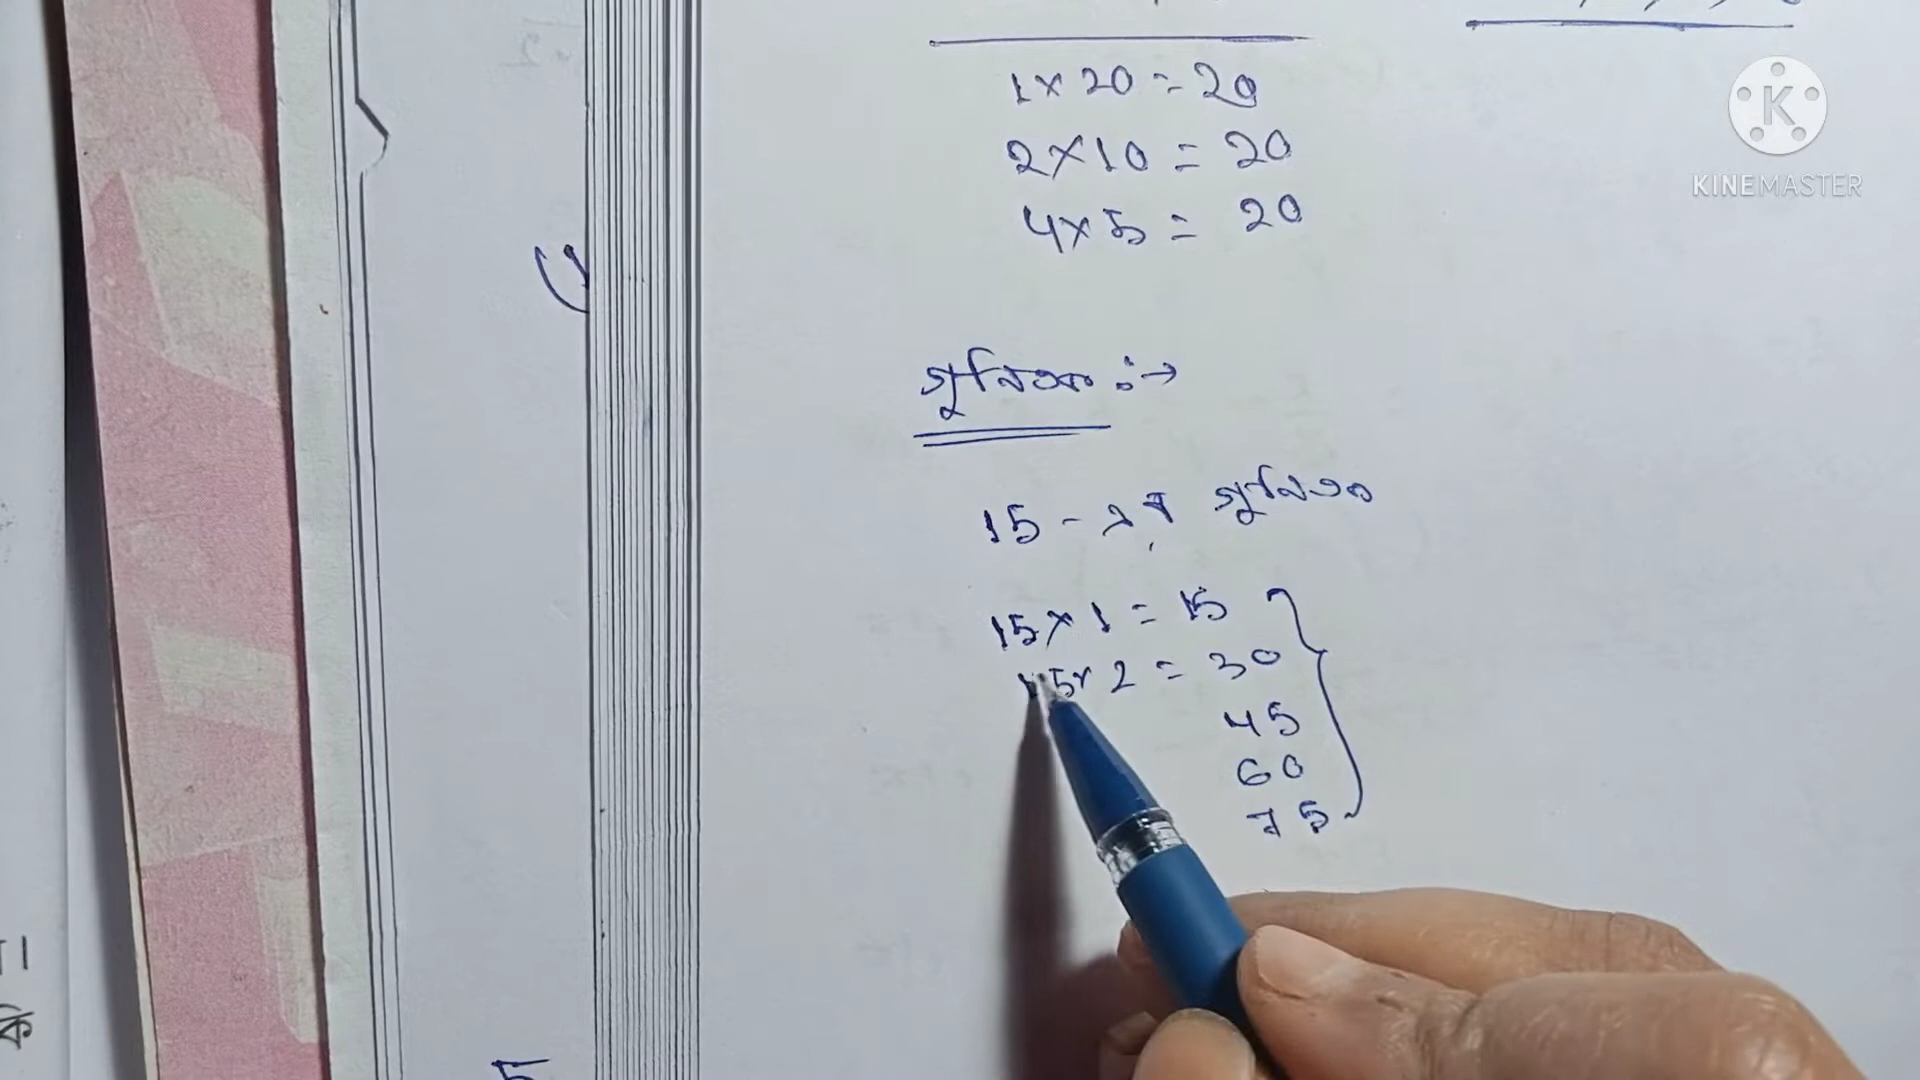 1 × 20 = 20
2 × 10 = 20
4 × 5 = 20
গুণিতক :→
15 - এর গুণিতক
15 × 1 = 15
15 × 2 = 30
45
60
75
KINEMASTER
5